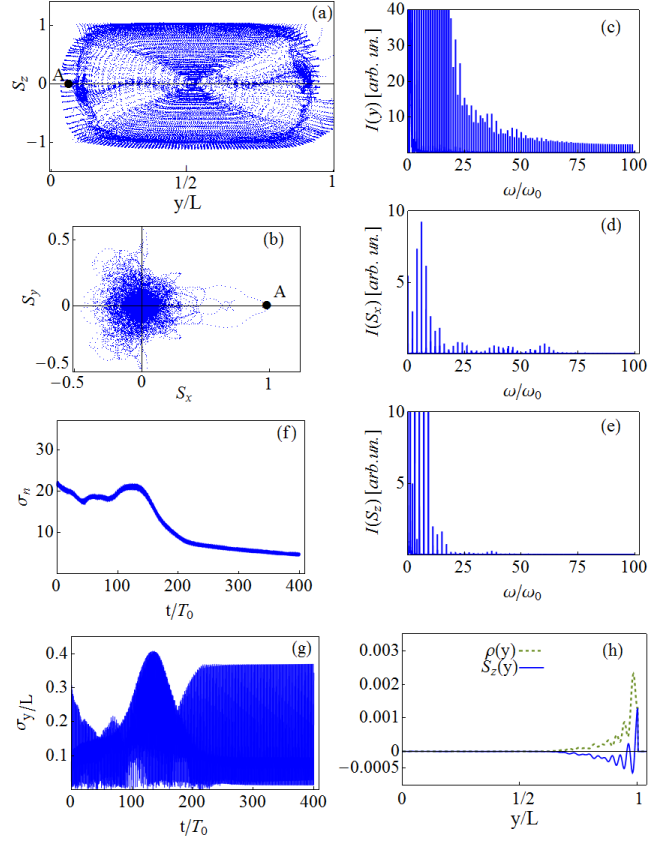 (a)
S_z
1
A
0
−1
0
1/2
1
y/L
(c)
I(y) [arb. un.]
40
30
20
10
0
0
25
50
75
100
ω/ω_0
(b)
S_y
0.5
A
0
−0.5
−0.5
0
1
S_x
(d)
I(S_x) [arb. un.]
10
5
0
25
50
75
100
ω/ω_0
(f)
σ_n
30
20
10
0
100
200
300
400
t/T_0
(e)
I(S_z) [arb.un.]
10
5
0
0
25
50
75
100
ω/ω_0
(g)
σ_y/L
0.4
0.3
0.2
0.1
0
100
200
300
400
t/T_0
(h)
ρ(y)
S_z(y)
0.003
0.002
0.001
−0.0005
0
1/2
1
y/L